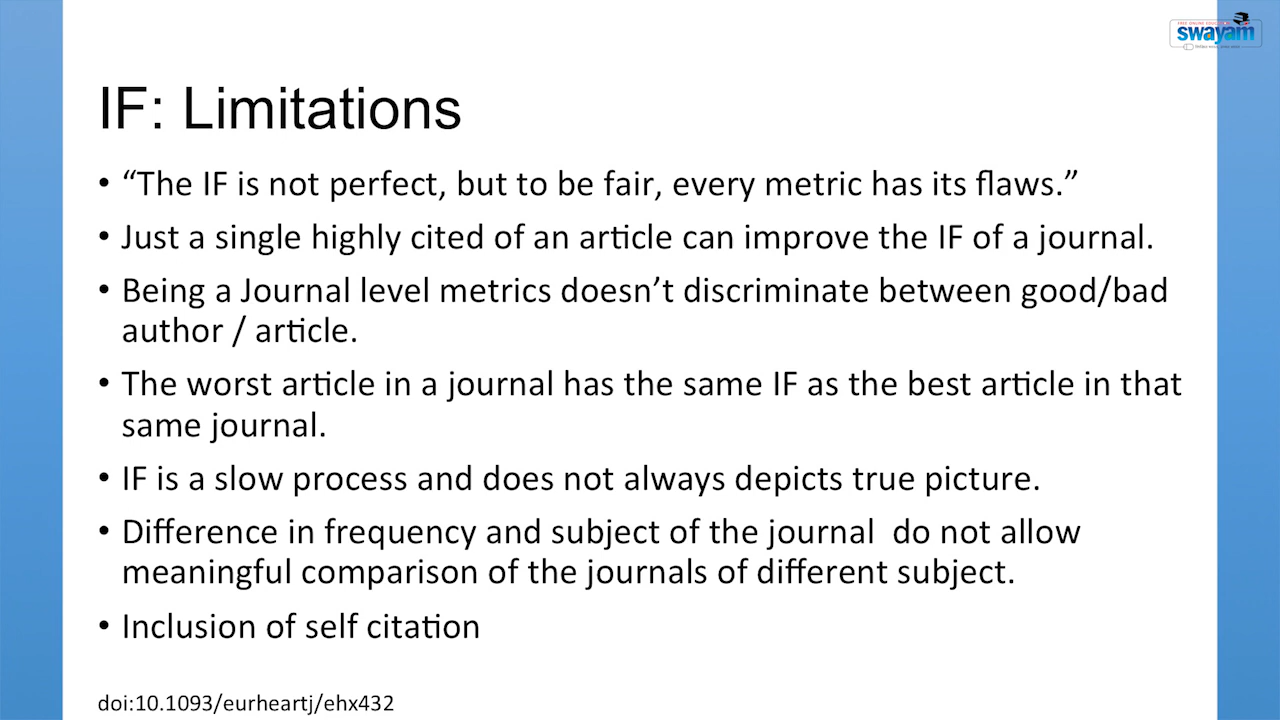 FREE ONLINE EDUCATION
swayam
IF: Limitations
• “The IF is not perfect, but to be fair, every metric has its flaws.”
• Just a single highly cited of an article can improve the IF of a journal.
• Being a Journal level metrics doesn’t discriminate between good/bad
author / article.
• The worst article in a journal has the same IF as the best article in that
same journal.
• IF is a slow process and does not always depicts true picture.
• Difference in frequency and subject of the journal  do not allow
meaningful comparison of the journals of different subject.
• Inclusion of self citation
doi:10.1093/eurheartj/ehx432